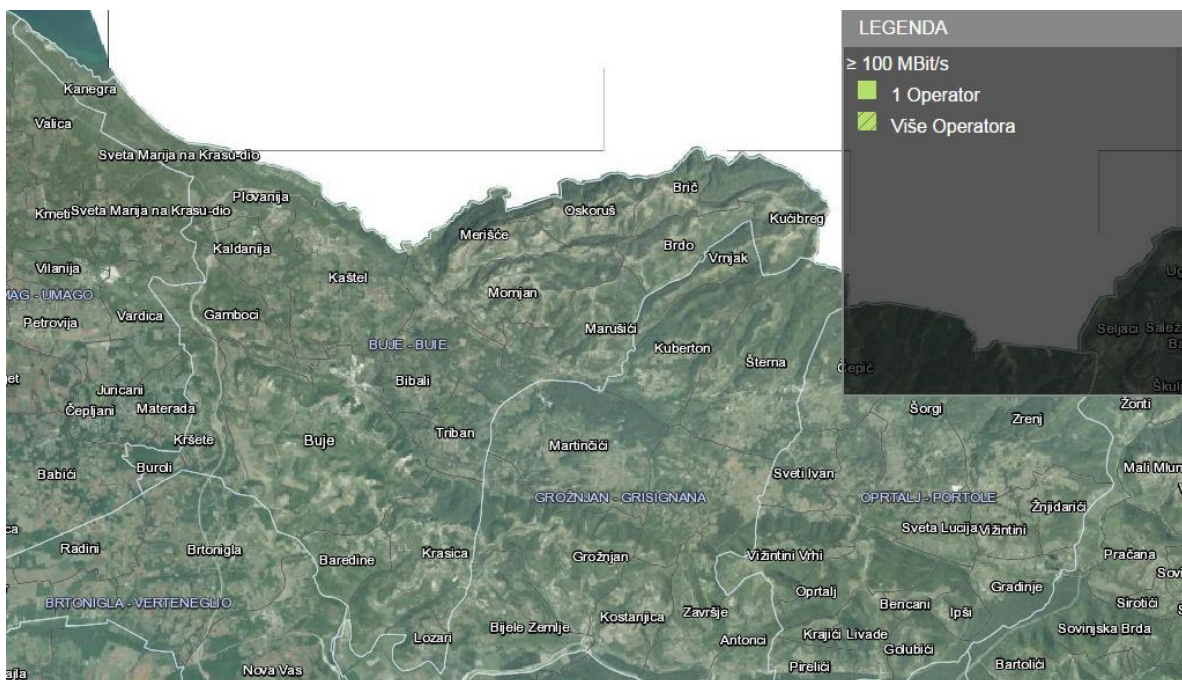 LEGENDA
≥ 100 MBit/s
1 Operator
Više Operatora
Kanegra
Valica
Sveta Marija na Krasu-dio
Brič
Plovanija
Krneti
Sveta Marija na Krasu-dio
Oskoruš
Kućibreg
Merišće
Kaldanija
Brdo
Vrnjak
Vilanija
Kaštel
Momjan
MAG - UMAGO
Petrovija
Vardica
Gamboci
Marušići
Seljaci
BUJE - BUIE
Kuberton
Šterna
Čepić
Bibali
Juricani
Čepljani
Materada
Šorgi
Zrenj
Žonti
Kršete
Buje
Triban
Martinčići
Buroli
Babići
Sveti Ivan
GROŽNJAN - GRISIGNANA
OPRTALJ - PORTOLE
Žnjidarići
Sveta Lucija
Vižintini
Radini
Brtonigla
Baredine
Krasica
Grožnjan
Vižintini Vrhi
Pračana
Gradinje
Oprtalj
BRTONIGLA - VERTENEGLIO
Bencani
Ipši
Sirotići
Kostanjica
Završje
Lozari
Bijele Zemlje
Antonci
Krajići
Livade
Golubići
Sovinjska Brda
Nova Vas
Pirelići
Bartolići